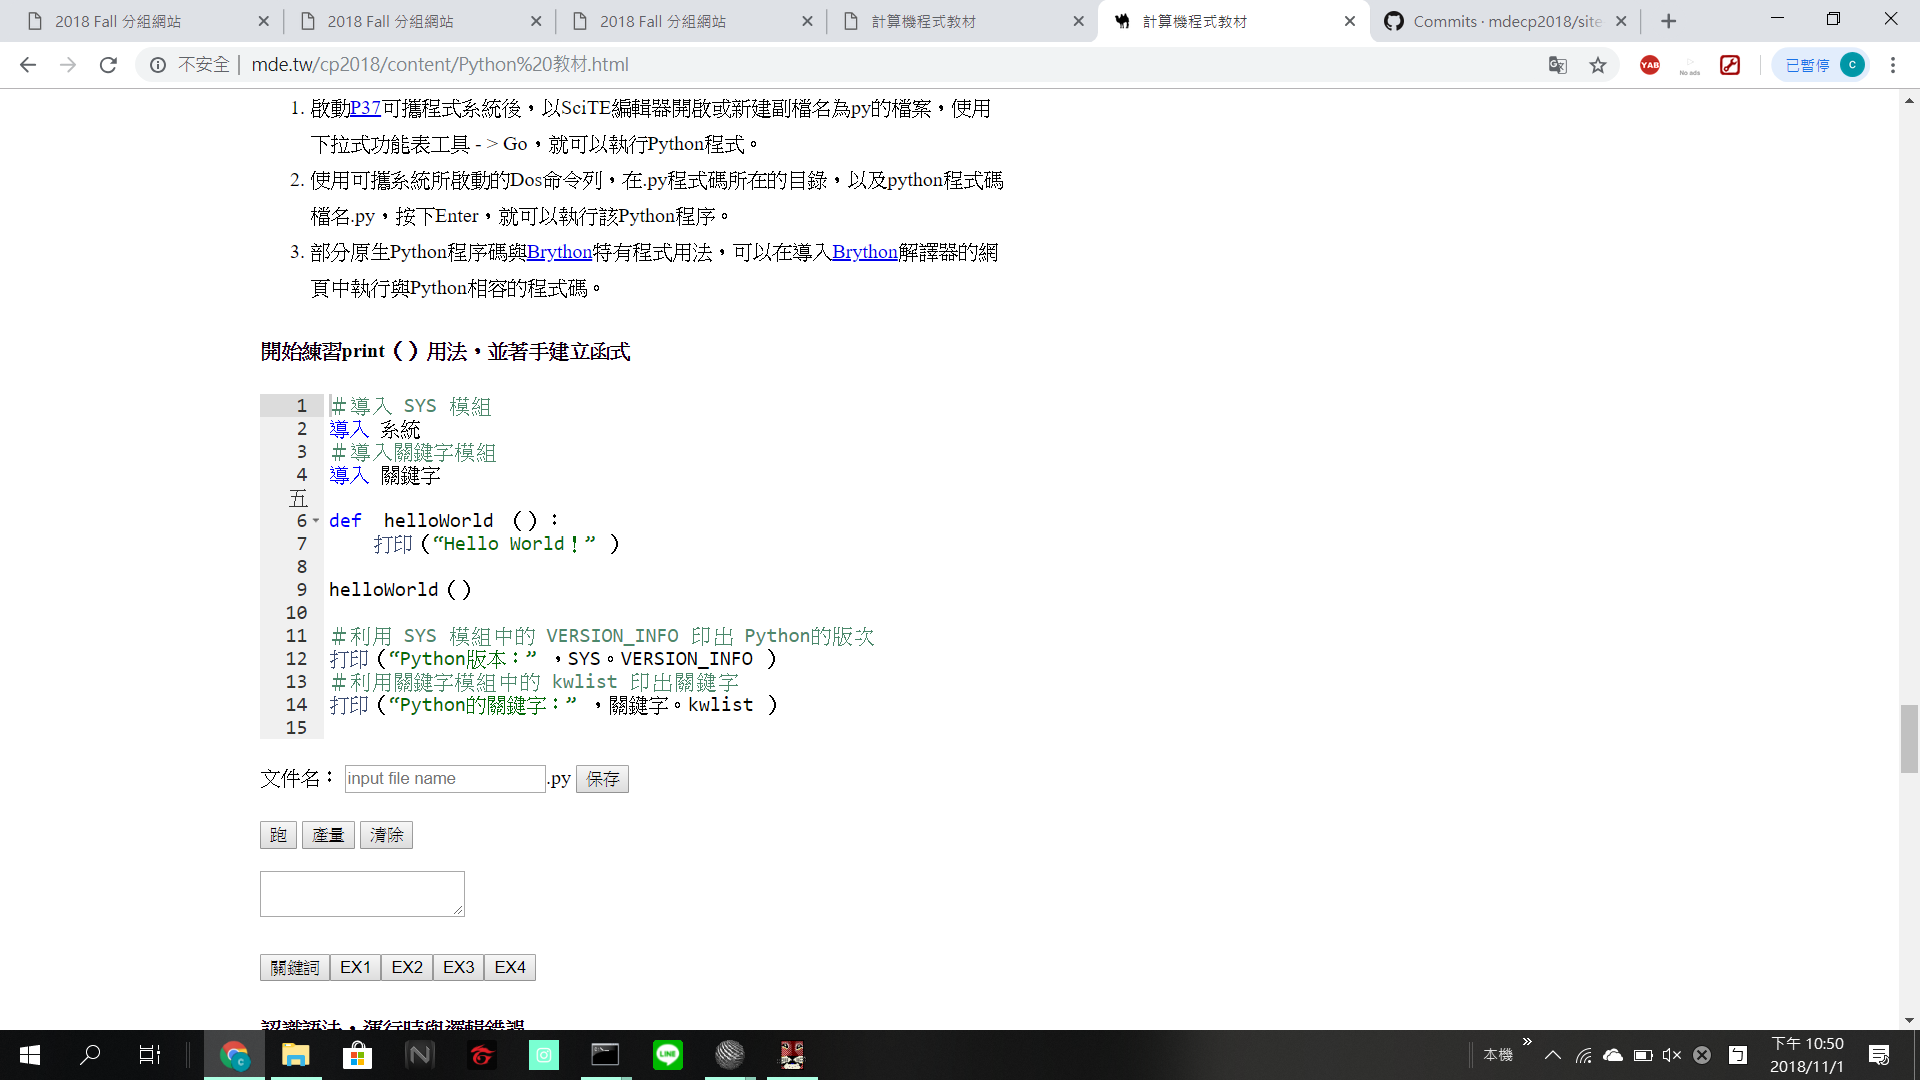 2018 Fall 分組網站
2018 Fall 分組網站
2018 Fall 分組網站
計算機程式教材
計算機程式教材
Commits · mdecp2018/site
不安全 | mde.tw/cp2018/content/Python%20教材.html
YAB
No ads
已暫停
C
1. 啟動P37可攜程式系統後，以SciTE編輯器開啟或新建副檔名為py的檔案，使用
下拉式功能表工具 - > Go，就可以執行Python程式。
2. 使用可攜系統所啟動的Dos命令列，在.py程式碼所在的目錄，以及python程式碼
檔名.py，按下Enter，就可以執行該Python程序。
3. 部分原生Python程序碼與Brython特有程式用法，可以在導入Brython解譯器的網
頁中執行與Python相容的程式碼。
開始練習print（）用法，並著手建立函式
1 ＃導入 SYS 模組
2 導入 系統
3 ＃導入關鍵字模組
4 導入 關鍵字
五
6 def helloWorld （）：
7 打印（“Hello World！” ）
8
9 helloWorld（）
10
11 ＃利用 SYS 模組中的 VERSION_INFO 印出 Python的版次
12 打印（“Python版本：” ，SYS。VERSION_INFO ）
13 ＃利用關鍵字模組中的 kwlist 印出關鍵字
14 打印（“Python的關鍵字：” ，關鍵字。kwlist ）
15
文件名： input file name .py 保存
跑 產量 清除
關鍵詞 EX1 EX2 EX3 EX4
認識語法，運行時與邏輯錯誤
本機
下午 10:50
2018/11/1
LINE